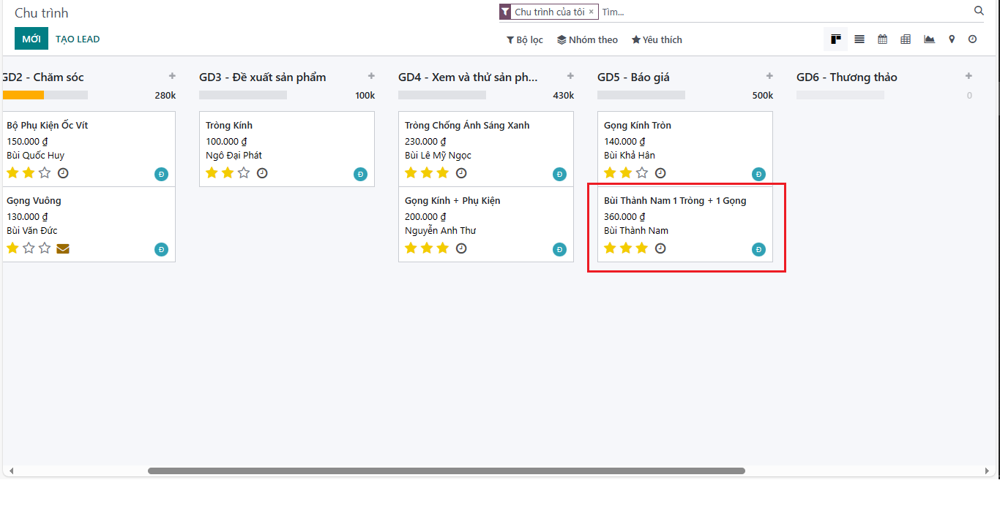 Chu trình
Chu trình của tôi × Tìm...
MỚI TẠO LEAD
Bộ lọc Nhóm theo Yêu thích
GD2 - Chăm sóc +
280k
Bộ Phụ Kiện Ốc Vít
150.000 ₫
Bùi Quốc Huy
Đ
Gọng Vuông
130.000 ₫
Bùi Văn Đức
Đ
GD3 - Đề xuất sản phẩm +
100k
Tròng Kính
100.000 ₫
Ngô Đại Phát
Đ
GD4 - Xem và thử sản ph... +
430k
Tròng Chống Ánh Sáng Xanh
230.000 ₫
Bùi Lê Mỹ Ngọc
Đ
Gọng Kính + Phụ Kiện
200.000 ₫
Nguyễn Anh Thư
Đ
GD5 - Báo giá +
500k
Gọng Kính Tròn
140.000 ₫
Bùi Khả Hân
Đ
Bùi Thành Nam 1 Tròng + 1 Gọng
360.000 ₫
Bùi Thành Nam
Đ
GD6 - Thương thảo +
0